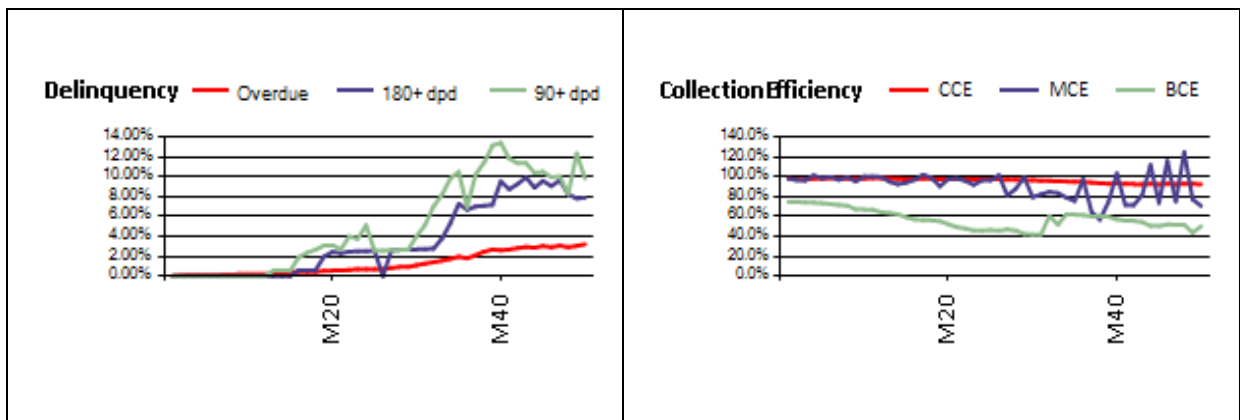 Delinquency Overdue 180+ dpd 90+ dpd
14.00%
12.00%
10.00%
8.00%
6.00%
4.00%
2.00%
0.00%
M20
M40
Collection Efficiency CCE MCE BCE
140.0%
120.0%
100.0%
80.0%
60.0%
40.0%
20.0%
0.0%
M20
M40